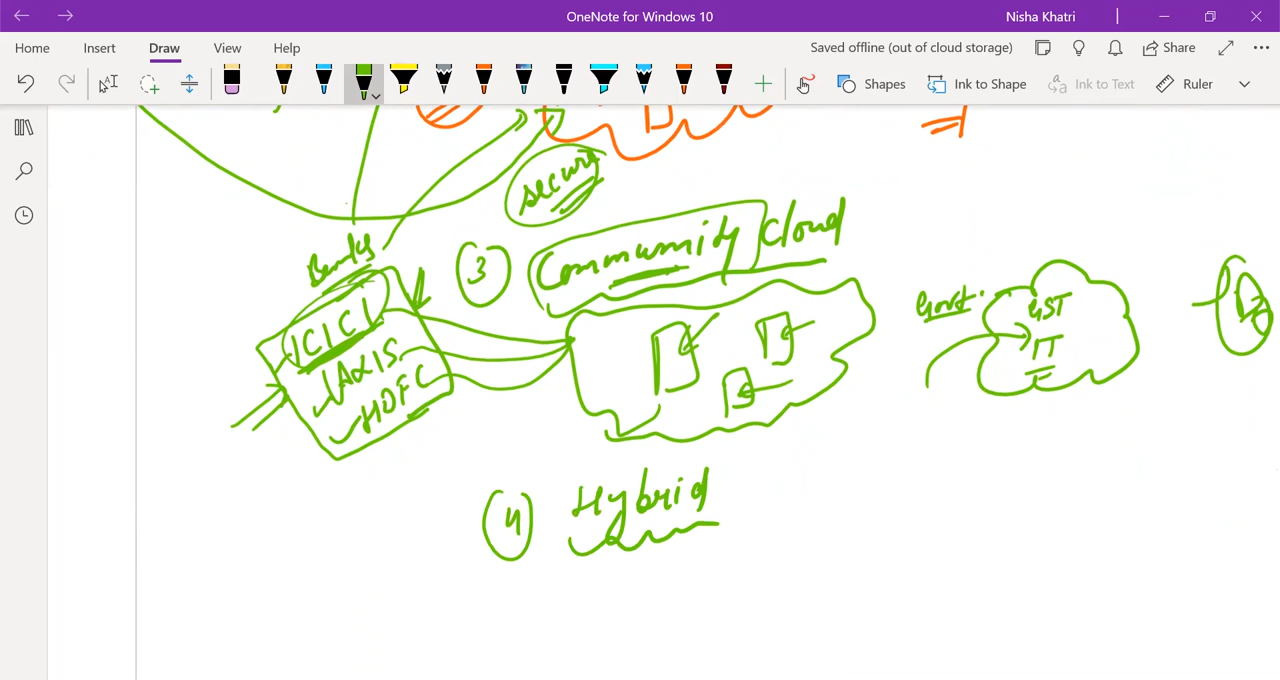 OneNote for Windows 10
Nisha Khatri
Home Insert Draw View Help
Saved offline (out of cloud storage)
Share
Shapes
Ink to Shape
Ink to Text
Ruler
secure
Banks
3 Community Cloud
ICICI
AXIS
HDFC
Govt.
GST
IT
4 Hybrid